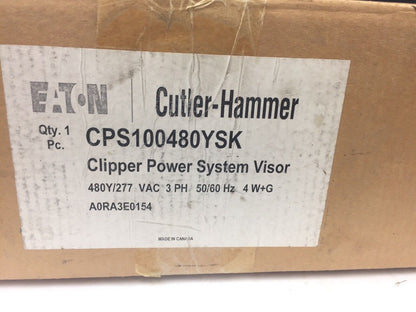 EATON Cutler-Hammer
Qty. 1 CPS100480YSK
Pc.
Clipper Power System Visor
480Y/277 VAC 3 PH 50/60 Hz 4 W+G
A0RA3E0154
MADE IN CANADA